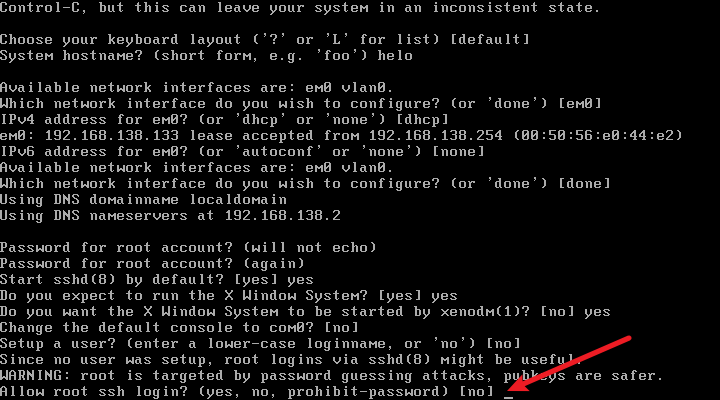 Control-C, but this can leave your system in an inconsistent state.
Choose your keyboard layout ('?' or 'L' for list) [default]
System hostname? (short form, e.g. 'foo') helo
Available network interfaces are: em0 vlan0.
Which network interface do you wish to configure? (or 'done') [em0]
IPv4 address for em0? (or 'dhcp' or 'none') [dhcp]
em0: 192.168.138.133 lease accepted from 192.168.138.254 (00:50:56:e0:44:e2)
IPv6 address for em0? (or 'autoconf' or 'none') [none]
Available network interfaces are: em0 vlan0.
Which network interface do you wish to configure? (or 'done') [done]
Using DNS domainname localdomain
Using DNS nameservers at 192.168.138.2
Password for root account? (will not echo)
Password for root account? (again)
Start sshd(8) by default? [yes] yes
Do you expect to run the X Window System? [yes] yes
Do you want the X Window System to be started by xenodm(1)? [no] yes
Change the default console to com0? [no]
Setup a user? (enter a lower-case loginname, or 'no') [no]
Since no user was setup, root logins via sshd(8) might be useful.
WARNING: root is targeted by password guessing attacks, pubkeys are safer.
Allow root ssh login? (yes, no, prohibit-password) [no] _